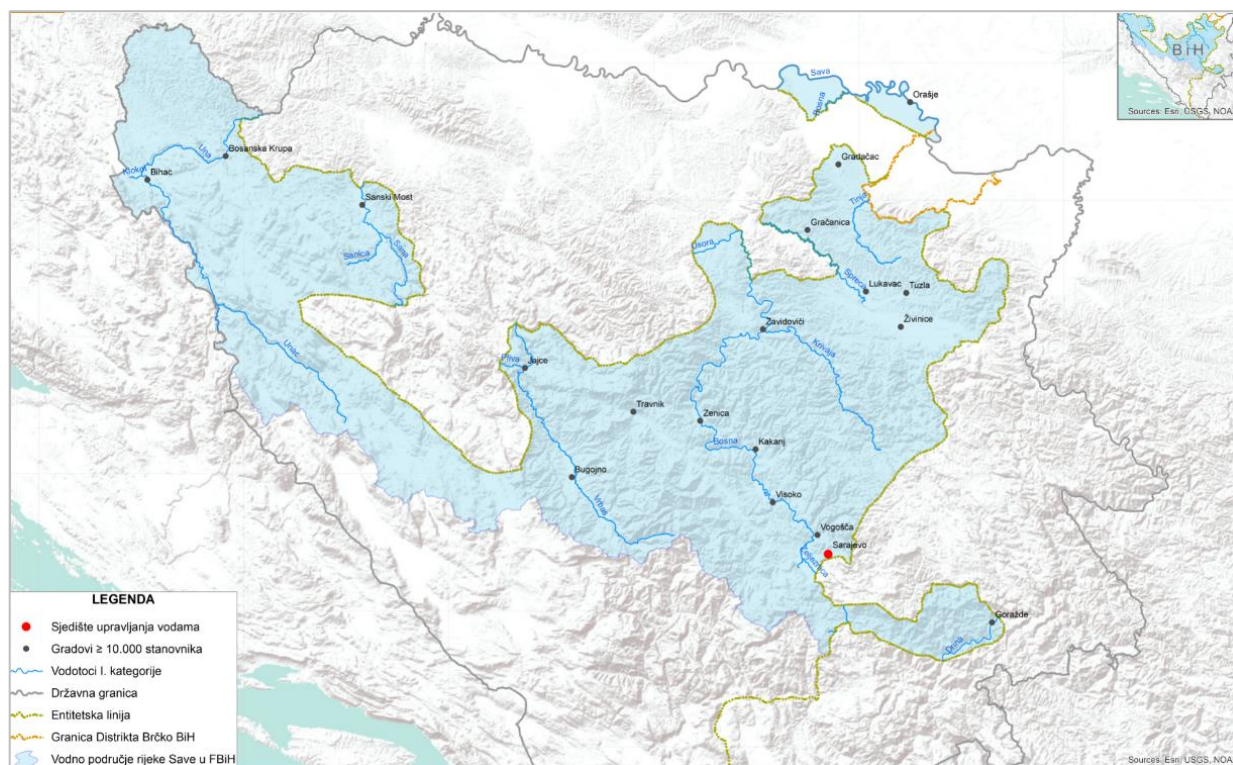 BiH
Sources: Esri, USGS, NOA
Sava
Bosna
Orašje
Bosanska Krupa
Una
Klokot
Bihać
Gradačac
Tinja
Sanski Most
Gračanica
Sana
Sanica
Usora
Spreča
Lukavac
Tuzla
Zavidovići
Živinice
Krivaja
Unac
Pliva
Jajce
Travnik
Zenica
Bosna
Kakanj
Bugojno
Vrbas
Visoko
Vogošća
Sarajevo
Željeznica
Goražde
Drina
LEGENDA
Sjedište upravljanja vodama
Gradovi ≥ 10.000 stanovnika
Vodotoci I. kategorije
Državna granica
Entitetska linija
Granica Distrikta Brčko BiH
Vodno područje rijeke Save u FBiH
Sources: Esri, USGS, NOA